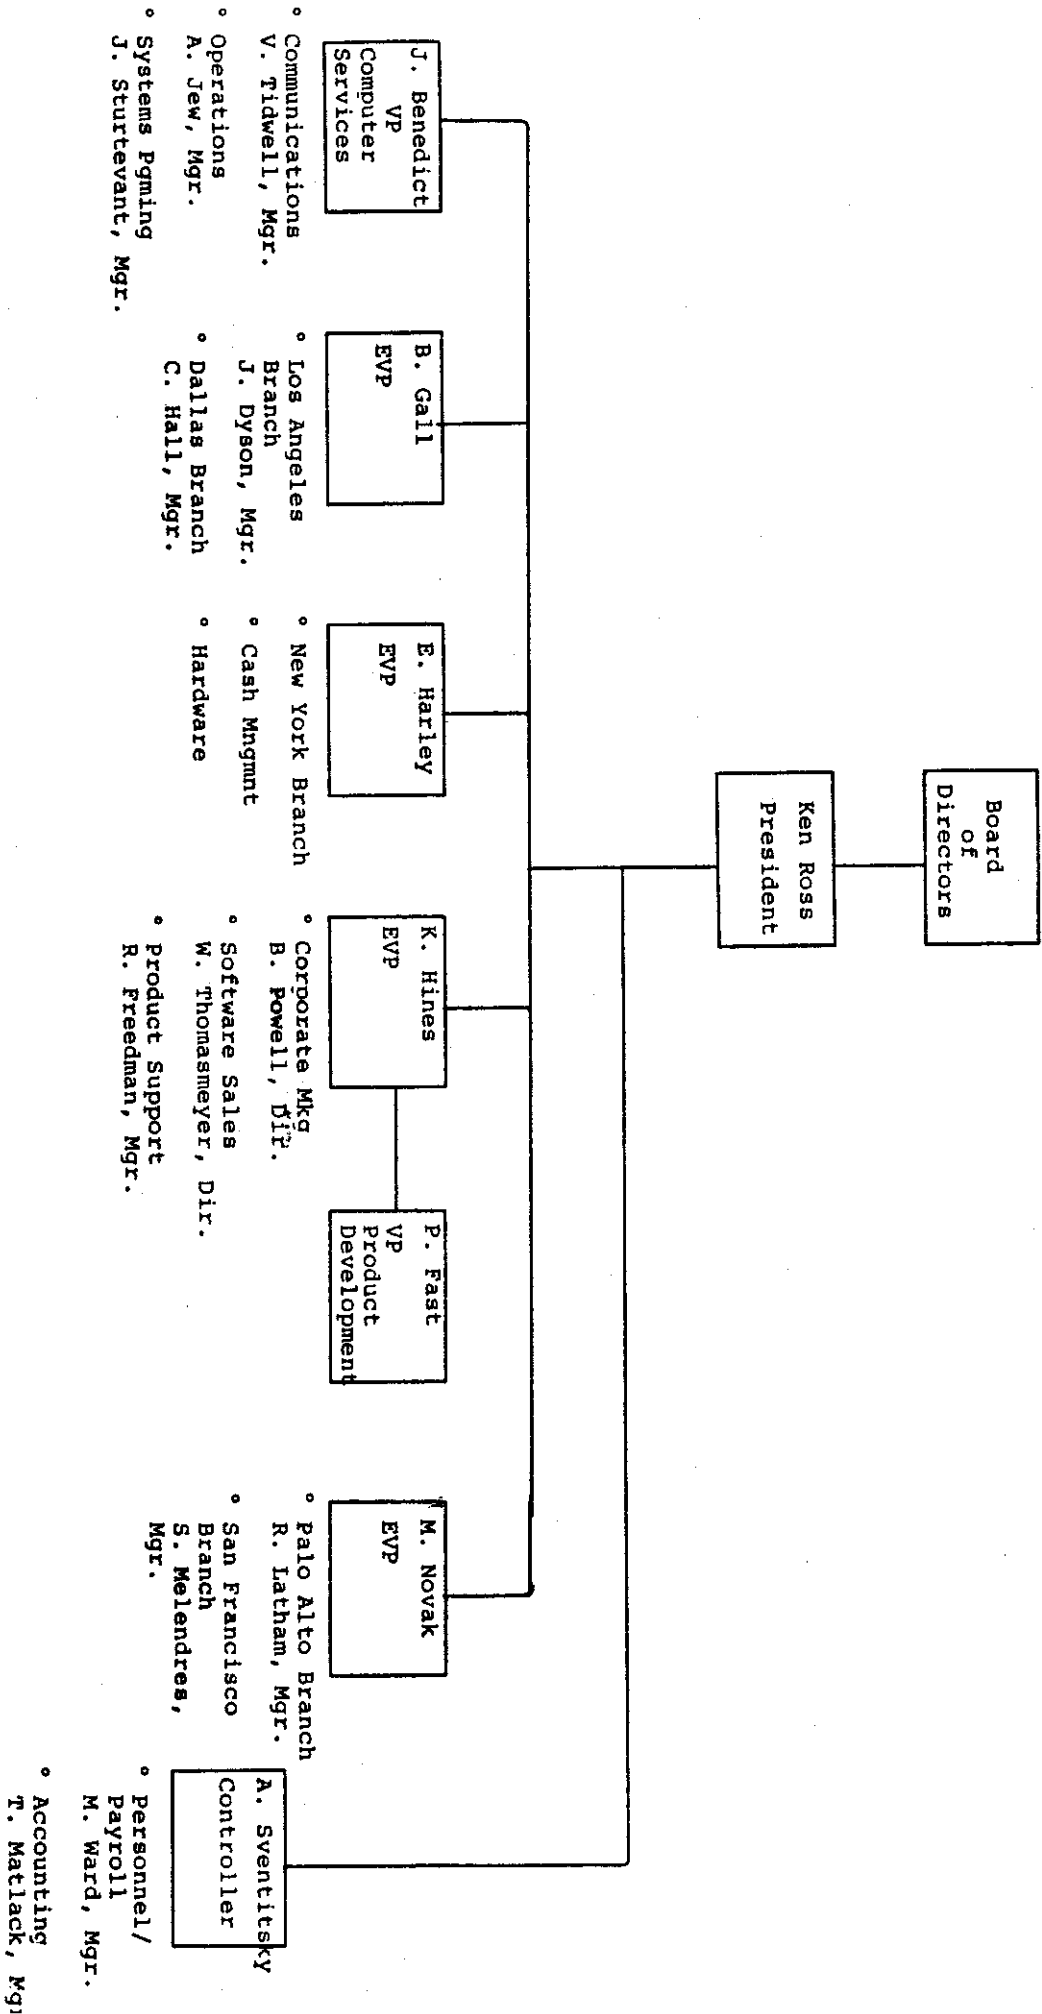 Board
of
Directors
Ken Ross
President
J. Benedict
VP
Computer
Services
° Communications
V. Tidwell, Mgr.
° Operations
A. Jew, Mgr.
° Systems Pgming
J. Sturtevant, Mgr.
B. Gall
EVP
° Los Angeles
Branch
J. Dyson, Mgr.
° Dallas Branch
C. Hall, Mgr.
E. Harley
EVP
° New York Branch
° Cash Mngmnt
° Hardware
K. Hines
EVP
° Corporate Mkg
B. Powell, Dir.
° Software Sales
W. Thomasmeyer, Dir.
° Product Support
R. Freedman, Mgr.
P. Fast
VP
Product
Development
M. Novak
EVP
° Palo Alto Branch
R. Latham, Mgr.
° San Francisco
Branch
S. Melendres,
Mgr.
A. Sventitsky
Controller
° Personnel/
Payroll
M. Ward, Mgr.
° Accounting
T. Matlack,